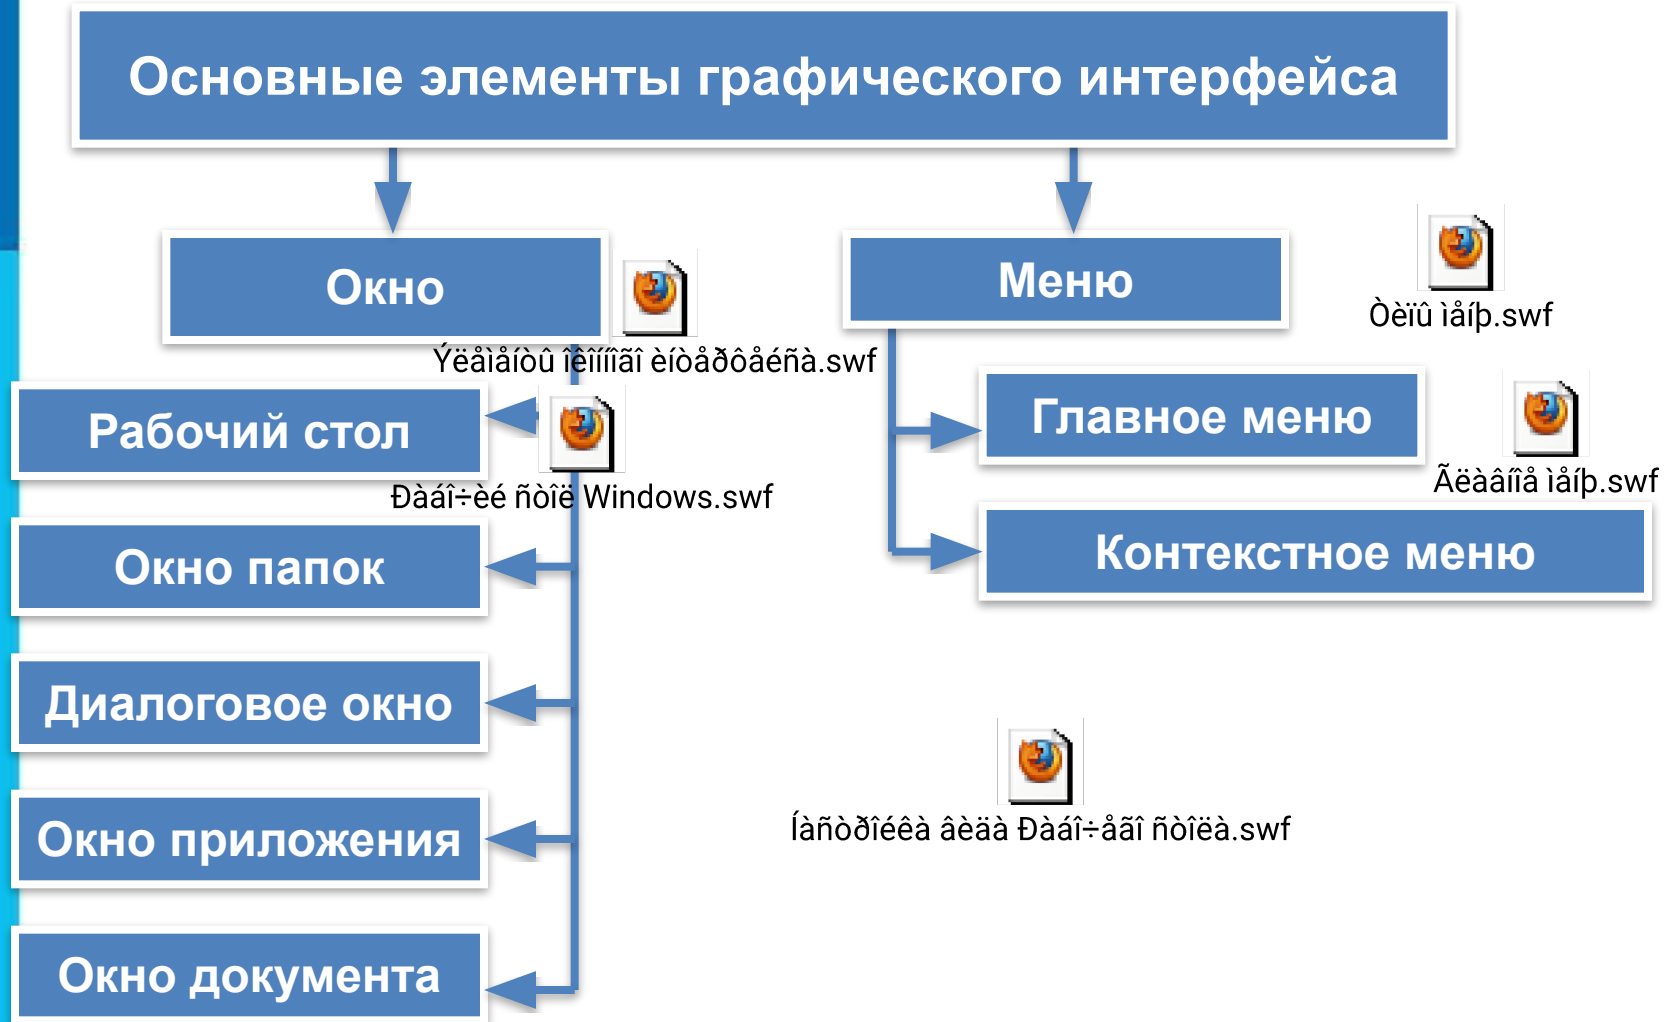 Основные элементы графического интерфейса
Окно
Меню
Òèïû ìåíþ.swf
Ýëåìåíòû îêîííîãî èíòåðôåéñà.swf
Рабочий стол
Главное меню
Ðàáî÷èé ñòîë Windows.swf
Ãëàâíîå ìåíþ.swf
Окно папок
Контекстное меню
Диалоговое окно
Окно приложения
Íàñòðîéêà âèäà Ðàáî÷åãî ñòîëà.swf
Окно документа